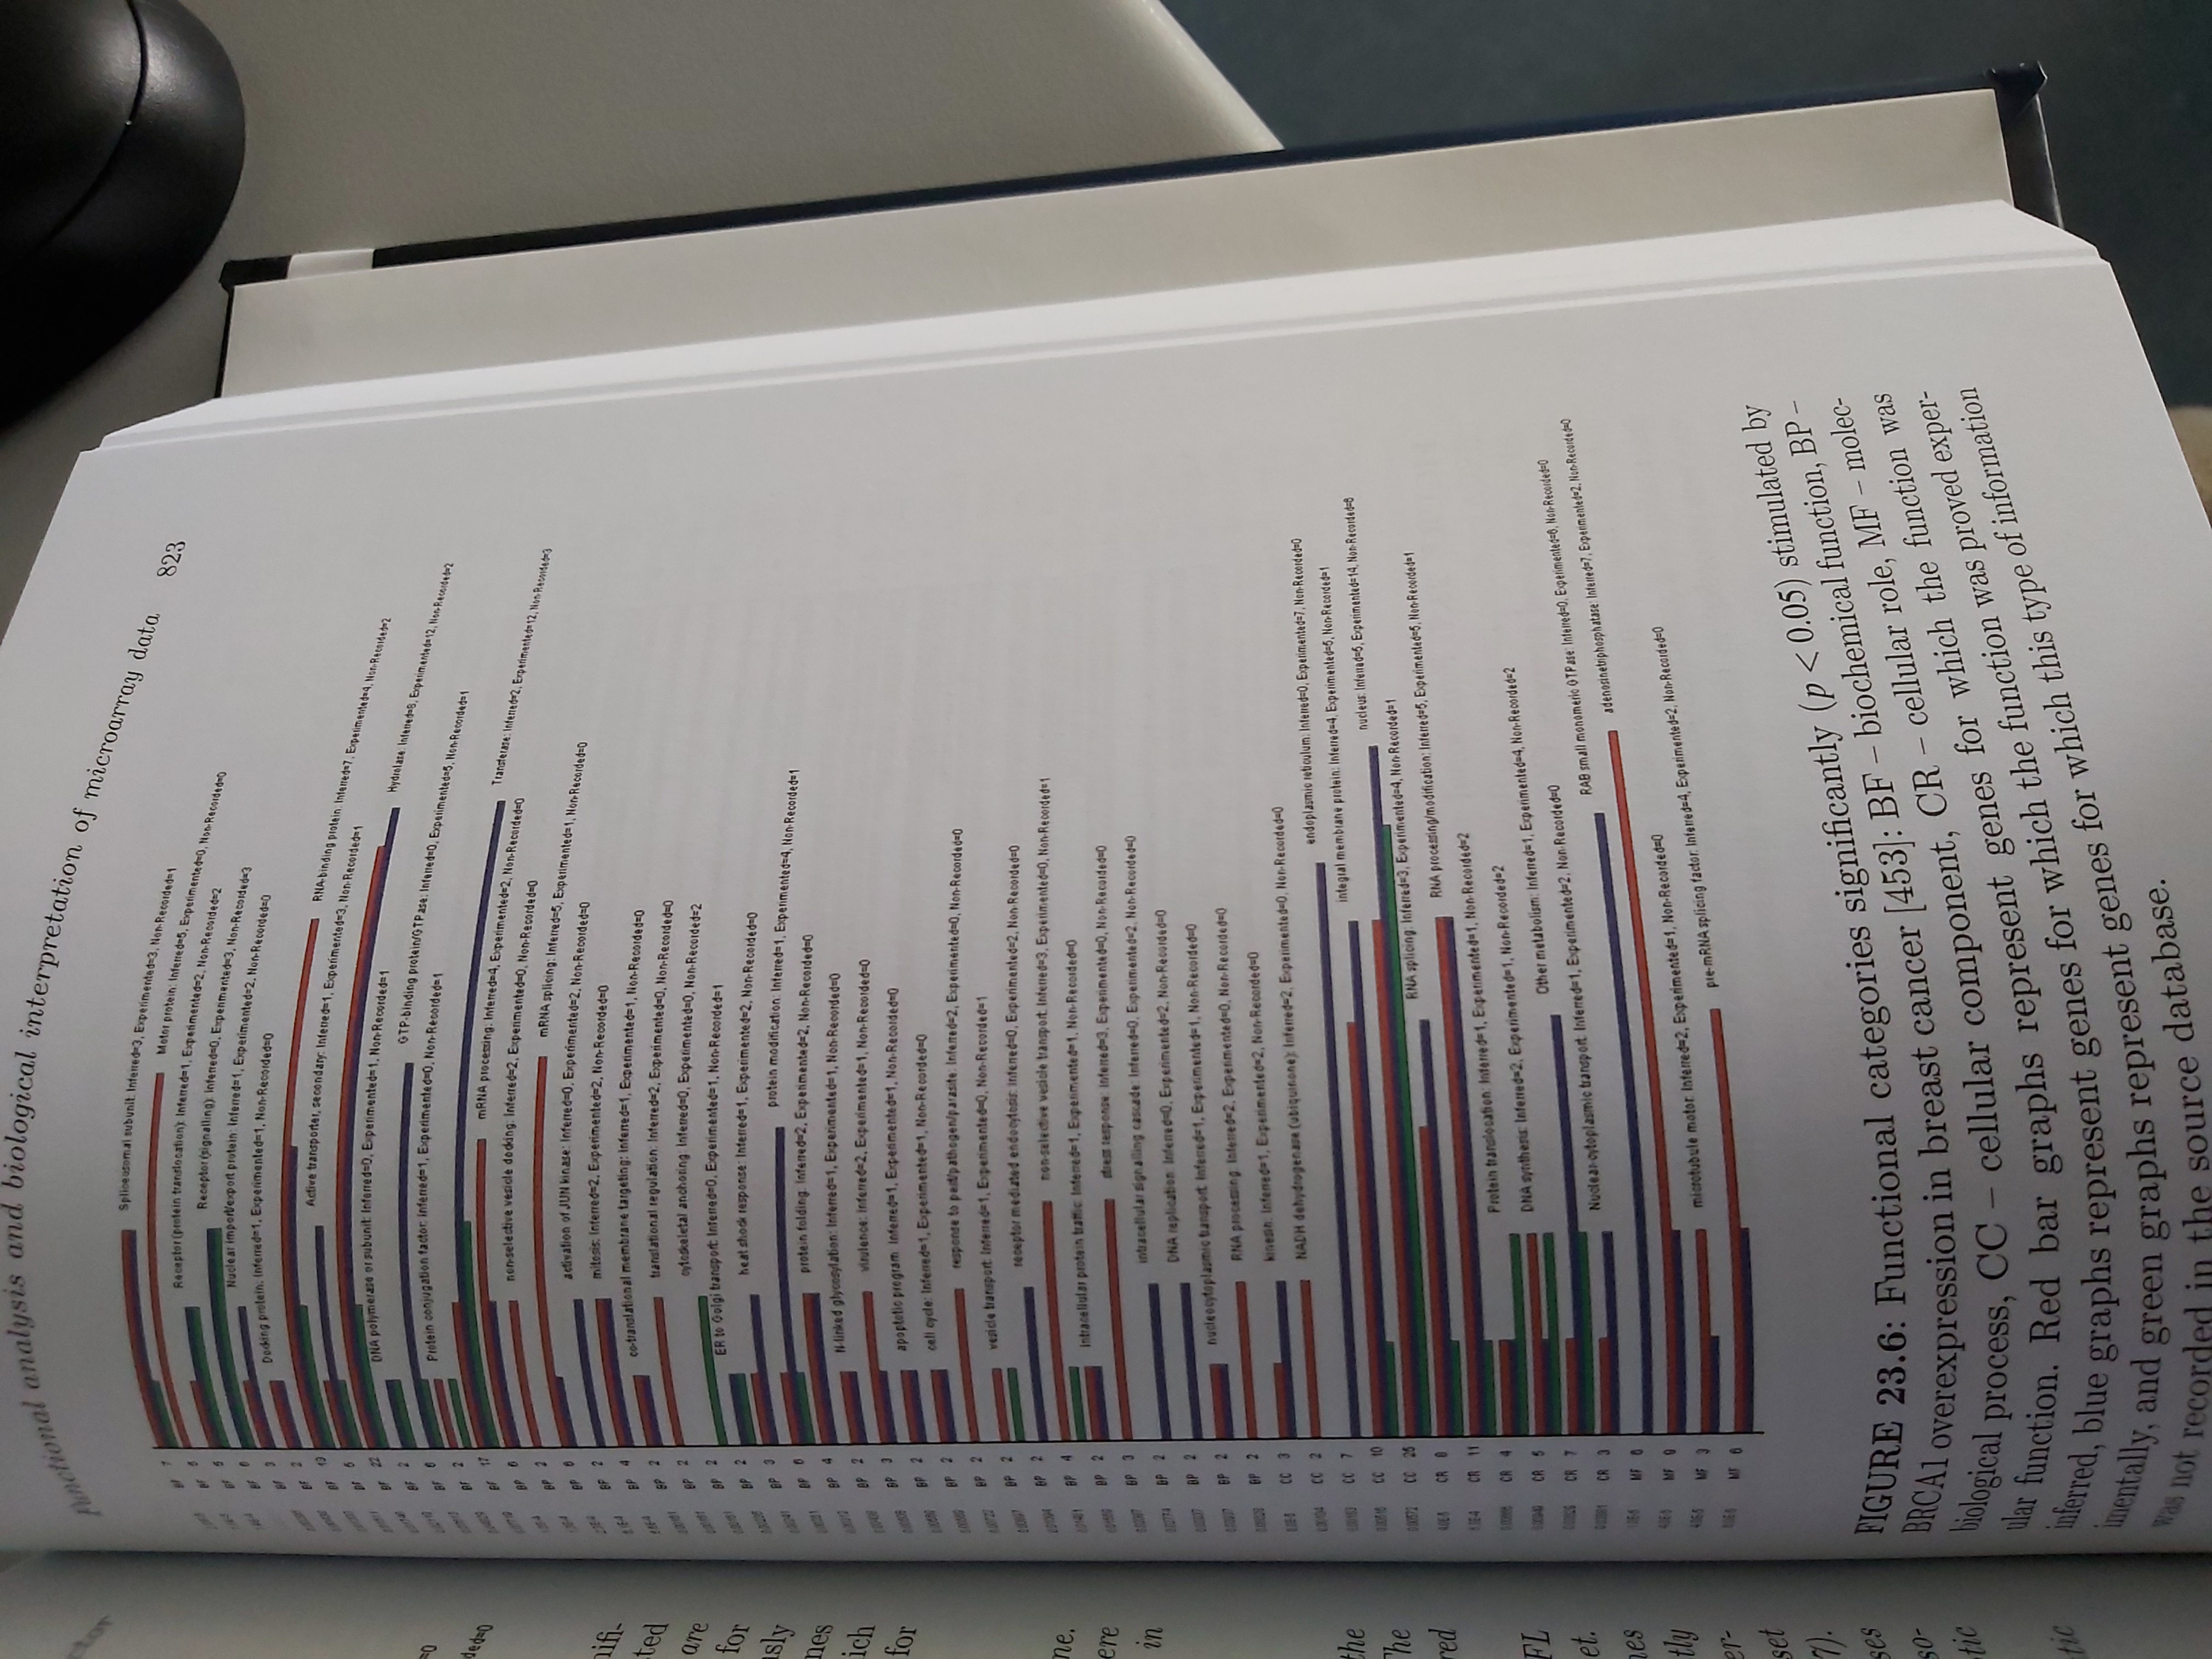 Functional analysis and biological interpretation of microarray data 823
Spliceosomal subunit: Inferred=3, Experimented=3, Non-Recorded=1
BF 7
Motor protein: Inferred=5, Experimented=0, Non-Recorded=0
BF 5
Receptor (protein translocation): Inferred=1, Experimented=2, Non-Recorded=2
BF 5
Receptor (signalling): Inferred=0, Experimented=3, Non-Recorded=3
BF 6
Nuclear import/export protein: Inferred=1, Experimented=2, Non-Recorded=0
BF 3
Docking protein: Inferred=1, Experimented=1, Non-Recorded=0
BF 2
RNA-binding protein: Inferred=7, Experimented=4, Non-Recorded=2
BF 13
Active transporter, secondary: Inferred=1, Experimented=3, Non-Recorded=1
BF 5
Hydrolase: Inferred=8, Experimented=12, Non-Recorded=2
BF 22
DNA polymerase or subunit: Inferred=0, Experimented=1, Non-Recorded=1
BF 2
GTP-binding protein/GTPase: Inferred=0, Experimented=5, Non-Recorded=1
BF 6
Protein conjugation factor: Inferred=1, Experimented=0, Non-Recorded=1
BF 2
Transferase: Inferred=2, Experimented=12, Non-Recorded=3
BF 17
mRNA processing: Inferred=4, Experimented=2, Non-Recorded=0
BP 6
non-selective vesicle docking: Inferred=2, Experimented=0, Non-Recorded=0
BP 2
mRNA splicing: Inferred=5, Experimented=1, Non-Recorded=0
BP 6
activation of JUN kinase: Inferred=0, Experimented=2, Non-Recorded=0
BP 2
mitosis: Inferred=2, Experimented=2, Non-Recorded=0
BP 4
co-translational membrane targeting: Inferred=1, Experimented=1, Non-Recorded=0
BP 2
translational regulation: Inferred=2, Experimented=0, Non-Recorded=0
BP 2
cytoskeletal anchoring: Inferred=0, Experimented=0, Non-Recorded=2
BP 2
ER to Golgi transport: Inferred=0, Experimented=1, Non-Recorded=1
BP 2
heat shock response: Inferred=1, Experimented=2, Non-Recorded=0
BP 3
protein modification: Inferred=1, Experimented=4, Non-Recorded=1
BP 6
protein folding: Inferred=2, Experimented=2, Non-Recorded=0
BP 4
N-linked glycosylation: Inferred=1, Experimented=1, Non-Recorded=0
BP 2
virulence: Inferred=2, Experimented=1, Non-Recorded=0
BP 3
apoptotic program: Inferred=1, Experimented=1, Non-Recorded=0
BP 2
cell cycle: Inferred=1, Experimented=1, Non-Recorded=0
BP 2
response to pest/pathogen/parasite: Inferred=2, Experimented=0, Non-Recorded=0
BP 2
vesicle transport: Inferred=1, Experimented=0, Non-Recorded=1
BP 2
receptor mediated endocytosis: Inferred=0, Experimented=2, Non-Recorded=0
BP 2
non-selective vesicle transport: Inferred=3, Experimented=0, Non-Recorded=1
BP 4
intracellular protein traffic: Inferred=1, Experimented=1, Non-Recorded=0
BP 2
stress response: Inferred=3, Experimented=0, Non-Recorded=0
BP 3
intracellular signalling cascade: Inferred=0, Experimented=2, Non-Recorded=0
BP 2
DNA replication: Inferred=0, Experimented=2, Non-Recorded=0
BP 2
nucleocytoplasmic transport: Inferred=1, Experimented=1, Non-Recorded=0
BP 2
RNA processing: Inferred=2, Experimented=0, Non-Recorded=0
BP 2
kinesin: Inferred=1, Experimented=2, Non-Recorded=0
CC 3
NADH dehydrogenase (ubiquinone): Inferred=2, Experimented=0, Non-Recorded=0
CC 2
endoplasmic reticulum: Inferred=0, Experimented=7, Non-Recorded=0
CC 7
integral membrane protein: Inferred=4, Experimented=5, Non-Recorded=1
CC 10
nucleus: Inferred=5, Experimented=14, Non-Recorded=6
CC 25
RNA splicing: Inferred=3, Experimented=4, Non-Recorded=1
CR 8
RNA processing/modification: Inferred=5, Experimented=5, Non-Recorded=1
CR 11
Protein translocation: Inferred=1, Experimented=1, Non-Recorded=2
CR 4
DNA synthesis: Inferred=2, Experimented=1, Non-Recorded=2
CR 5
Other metabolism: Inferred=1, Experimented=4, Non-Recorded=2
CR 7
Nuclear-cytoplasmic transport: Inferred=1, Experimented=2, Non-Recorded=0
CR 3
RAB small monomeric GTPase: Inferred=0, Experimented=6, Non-Recorded=0
MF 6
adenosinetriphosphatase: Inferred=7, Experimented=2, Non-Recorded=0
MF 9
microtubule motor: Inferred=2, Experimented=1, Non-Recorded=0
MF 3
pre-mRNA splicing factor: Inferred=4, Experimented=2, Non-Recorded=0
MF 6
FIGURE 23.6: Functional categories significantly (p < 0.05) stimulated by
BRCA1 overexpression in breast cancer [453]: BF – biochemical function, BP –
biological process, CC – cellular component, CR – cellular role, MF – molec-
ular function. Red bar graphs represent genes for which the function was
inferred, blue graphs represent genes for which the function was proved exper-
imentally, and green graphs represent genes for which this type of information
was not recorded in the source database.